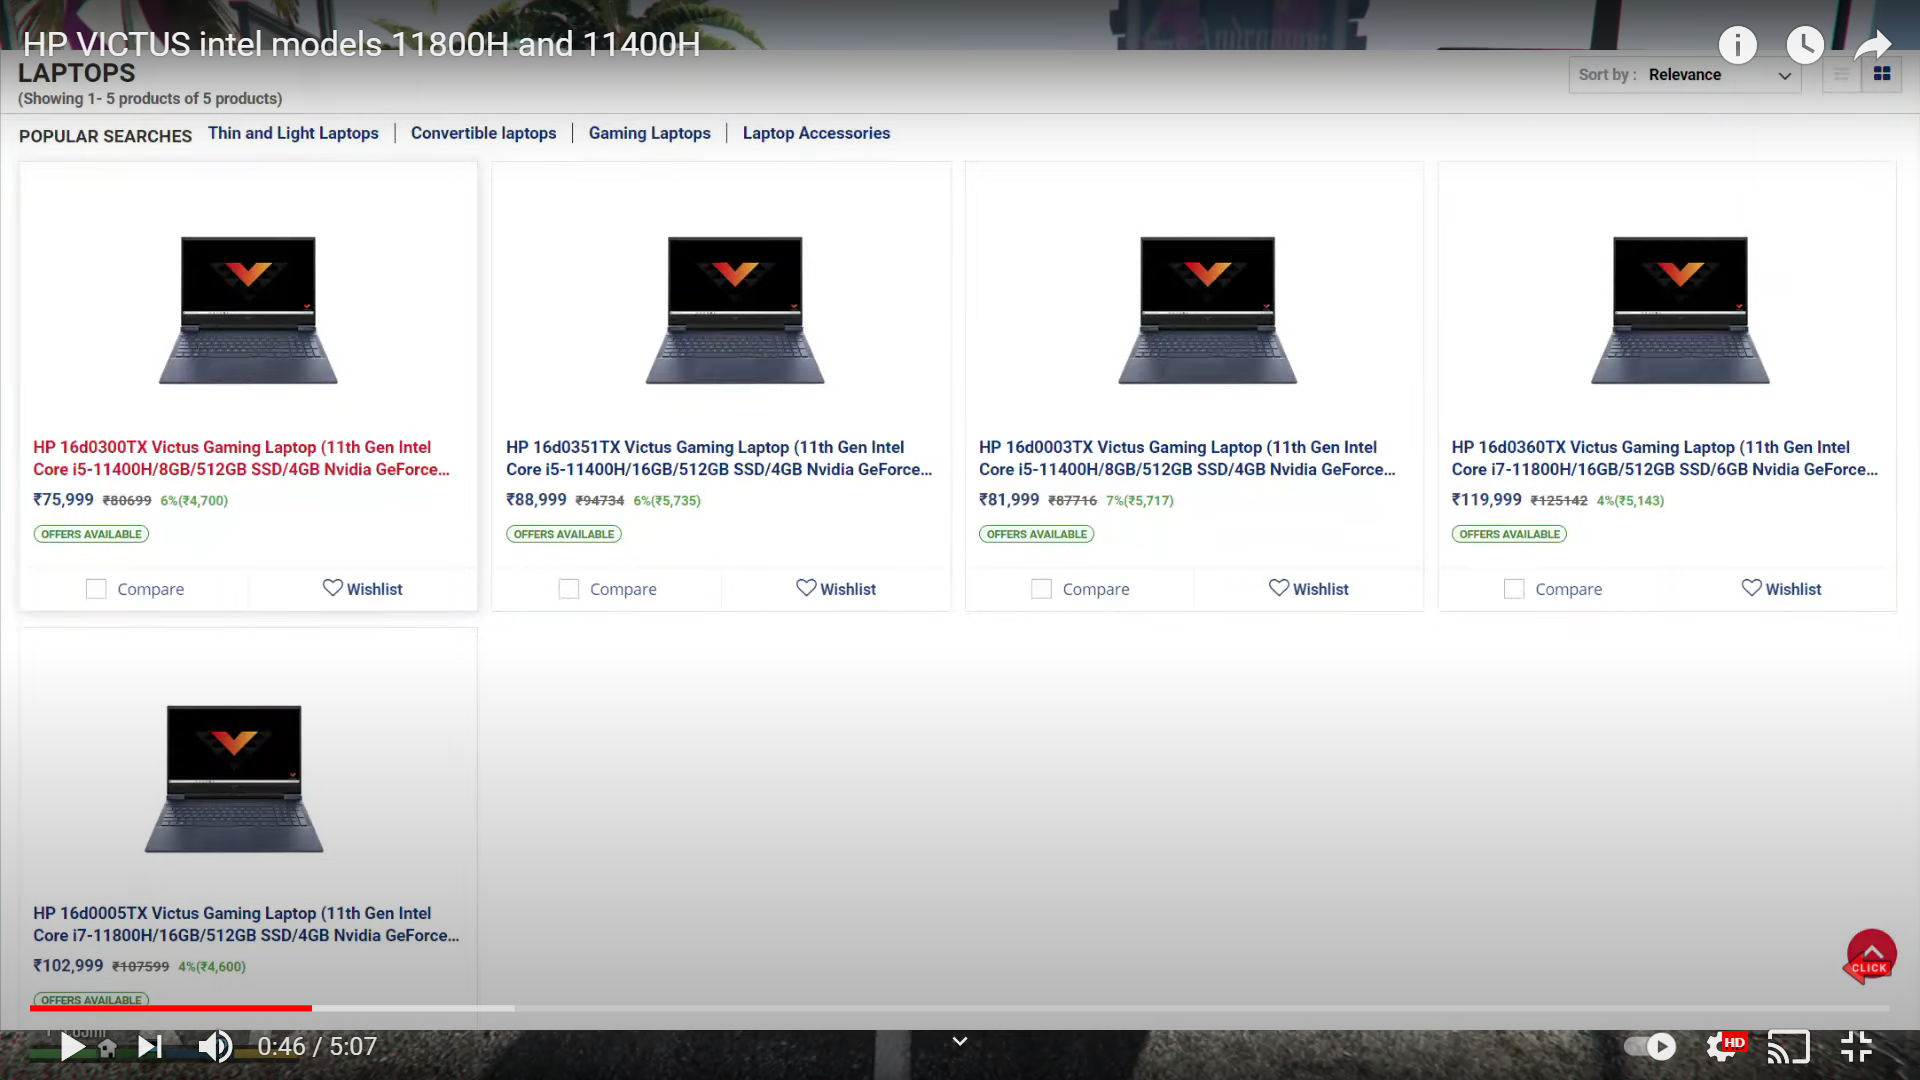 HP VICTUS intel models 11800H and 11400H
LAPTOPS
(Showing 1- 5 products of 5 products)
Sort by : Relevance
POPULAR SEARCHES Thin and Light Laptops | Convertible laptops | Gaming Laptops | Laptop Accessories
HP 16d0300TX Victus Gaming Laptop (11th Gen Intel
Core i5-11400H/8GB/512GB SSD/4GB Nvidia GeForce...
₹75,999 ₹80699 6%(₹4,700)
OFFERS AVAILABLE
Compare Wishlist
HP 16d0351TX Victus Gaming Laptop (11th Gen Intel
Core i5-11400H/16GB/512GB SSD/4GB Nvidia GeForce...
₹88,999 ₹94734 6%(₹5,735)
OFFERS AVAILABLE
Compare Wishlist
HP 16d0003TX Victus Gaming Laptop (11th Gen Intel
Core i5-11400H/8GB/512GB SSD/4GB Nvidia GeForce...
₹81,999 ₹87716 7%(₹5,717)
OFFERS AVAILABLE
Compare Wishlist
HP 16d0360TX Victus Gaming Laptop (11th Gen Intel
Core i7-11800H/16GB/512GB SSD/6GB Nvidia GeForce...
₹119,999 ₹125142 4%(₹5,143)
OFFERS AVAILABLE
Compare Wishlist
HP 16d0005TX Victus Gaming Laptop (11th Gen Intel
Core i7-11800H/16GB/512GB SSD/4GB Nvidia GeForce...
₹102,999 ₹107599 4%(₹4,600)
OFFERS AVAILABLE
CLICK
0:46 / 5:07
HD